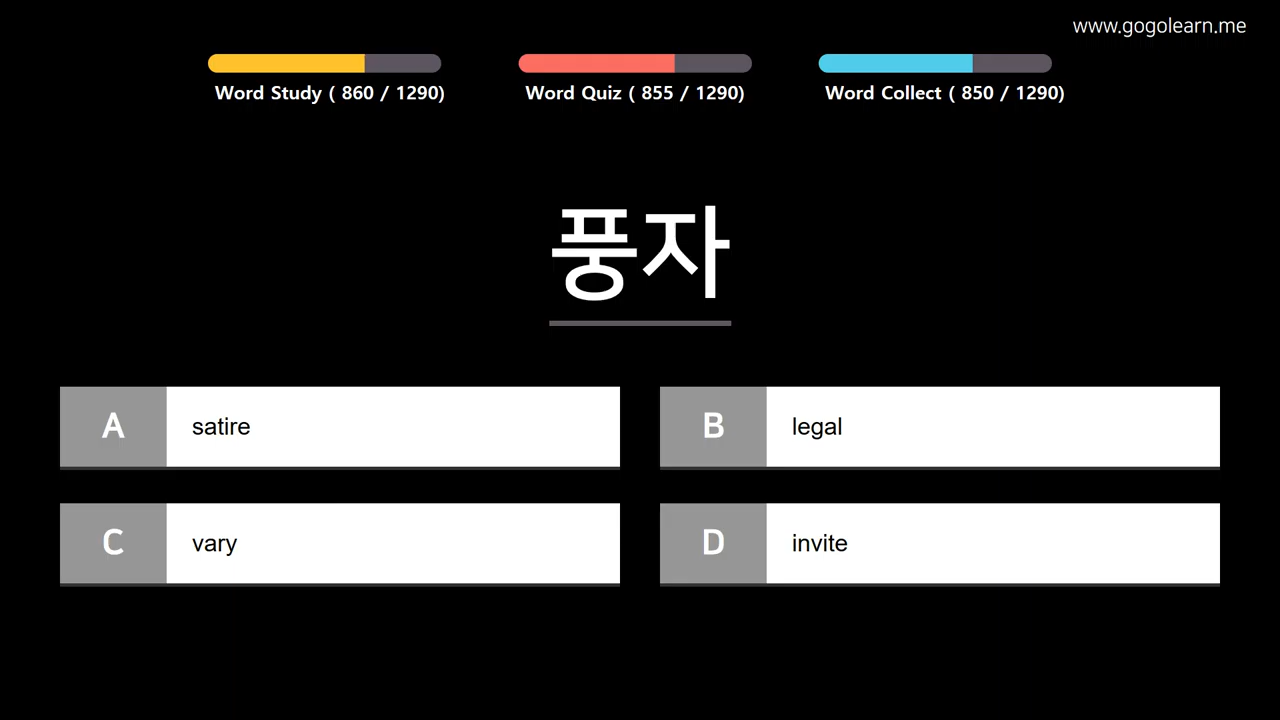 www.gogolearn.me
Word Study ( 860 / 1290)
Word Quiz ( 855 / 1290)
Word Collect ( 850 / 1290)
풍자
A satire
B legal
C vary
D invite